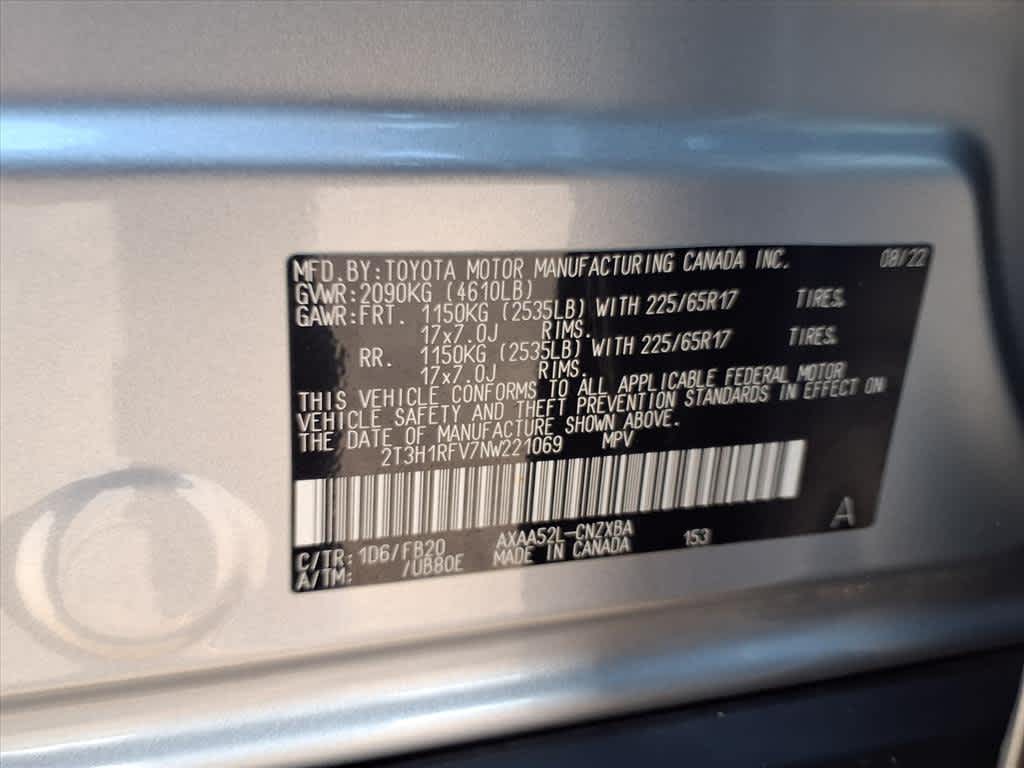 MFD.BY:TOYOTA MOTOR MANUFACTURING CANADA INC. 08/22
GVWR:2090KG (4610LB)
GAWR:FRT. 1150KG (2535LB) WITH 225/65R17 TIRES.
17x7.0J RIMS.
RR. 1150KG (2535LB) WITH 225/65R17 TIRES.
17x7.0J RIMS.
THIS VEHICLE CONFORMS TO ALL APPLICABLE FEDERAL MOTOR
VEHICLE SAFETY AND THEFT PREVENTION STANDARDS IN EFFECT ON
THE DATE OF MANUFACTURE SHOWN ABOVE.
2T3H1RFV7NW221069 MPV
A
C/TR: 1D6/FB20 AXAA52L-CNZXBA 153
A/TM: /UB80E MADE IN CANADA